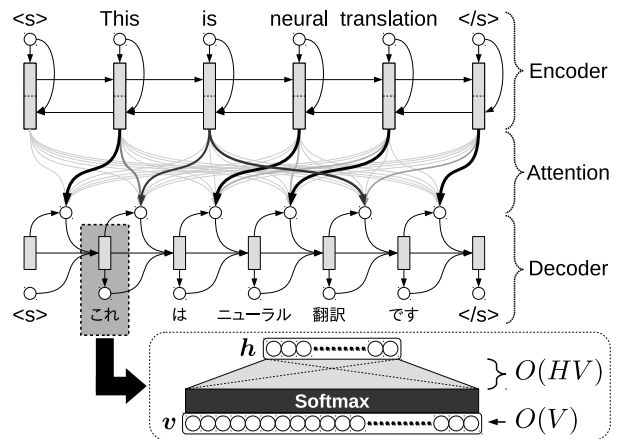 <s> This is neural translation </s>
Encoder
Attention
Decoder
<s> これ は ニューラル 翻訳 です </s>
h
O(HV)
Softmax
v O(V)